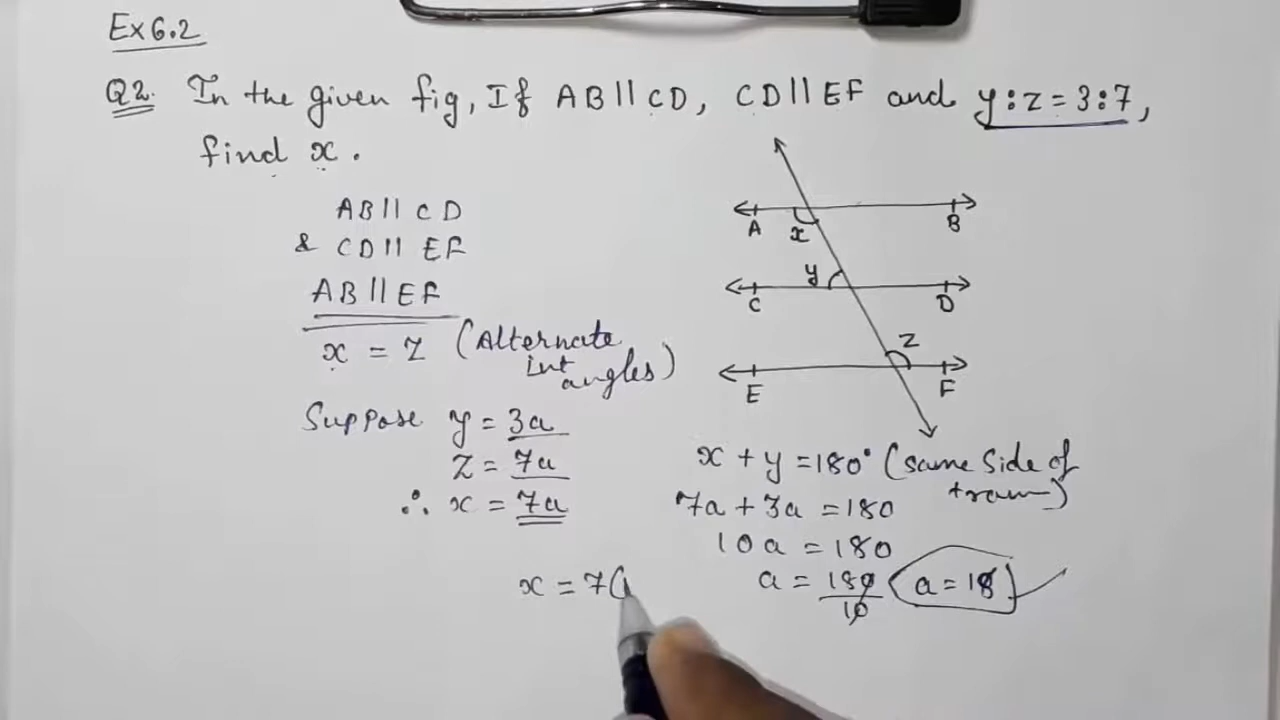 Ex 6.2
Q2. In the given fig, If AB || CD, CD || EF and y : z = 3 : 7,
find x.
AB || CD
& CD || EF
AB || EF
x = z (Alternate
int
angles)
Suppose y = 3a
z = 7a
∴ x = 7a
x = 7(
A
B
x
y
C
D
z
E
F
x + y = 180° (same side of
7a + 3a = 180
10a = 180
a = 180/10
a = 18